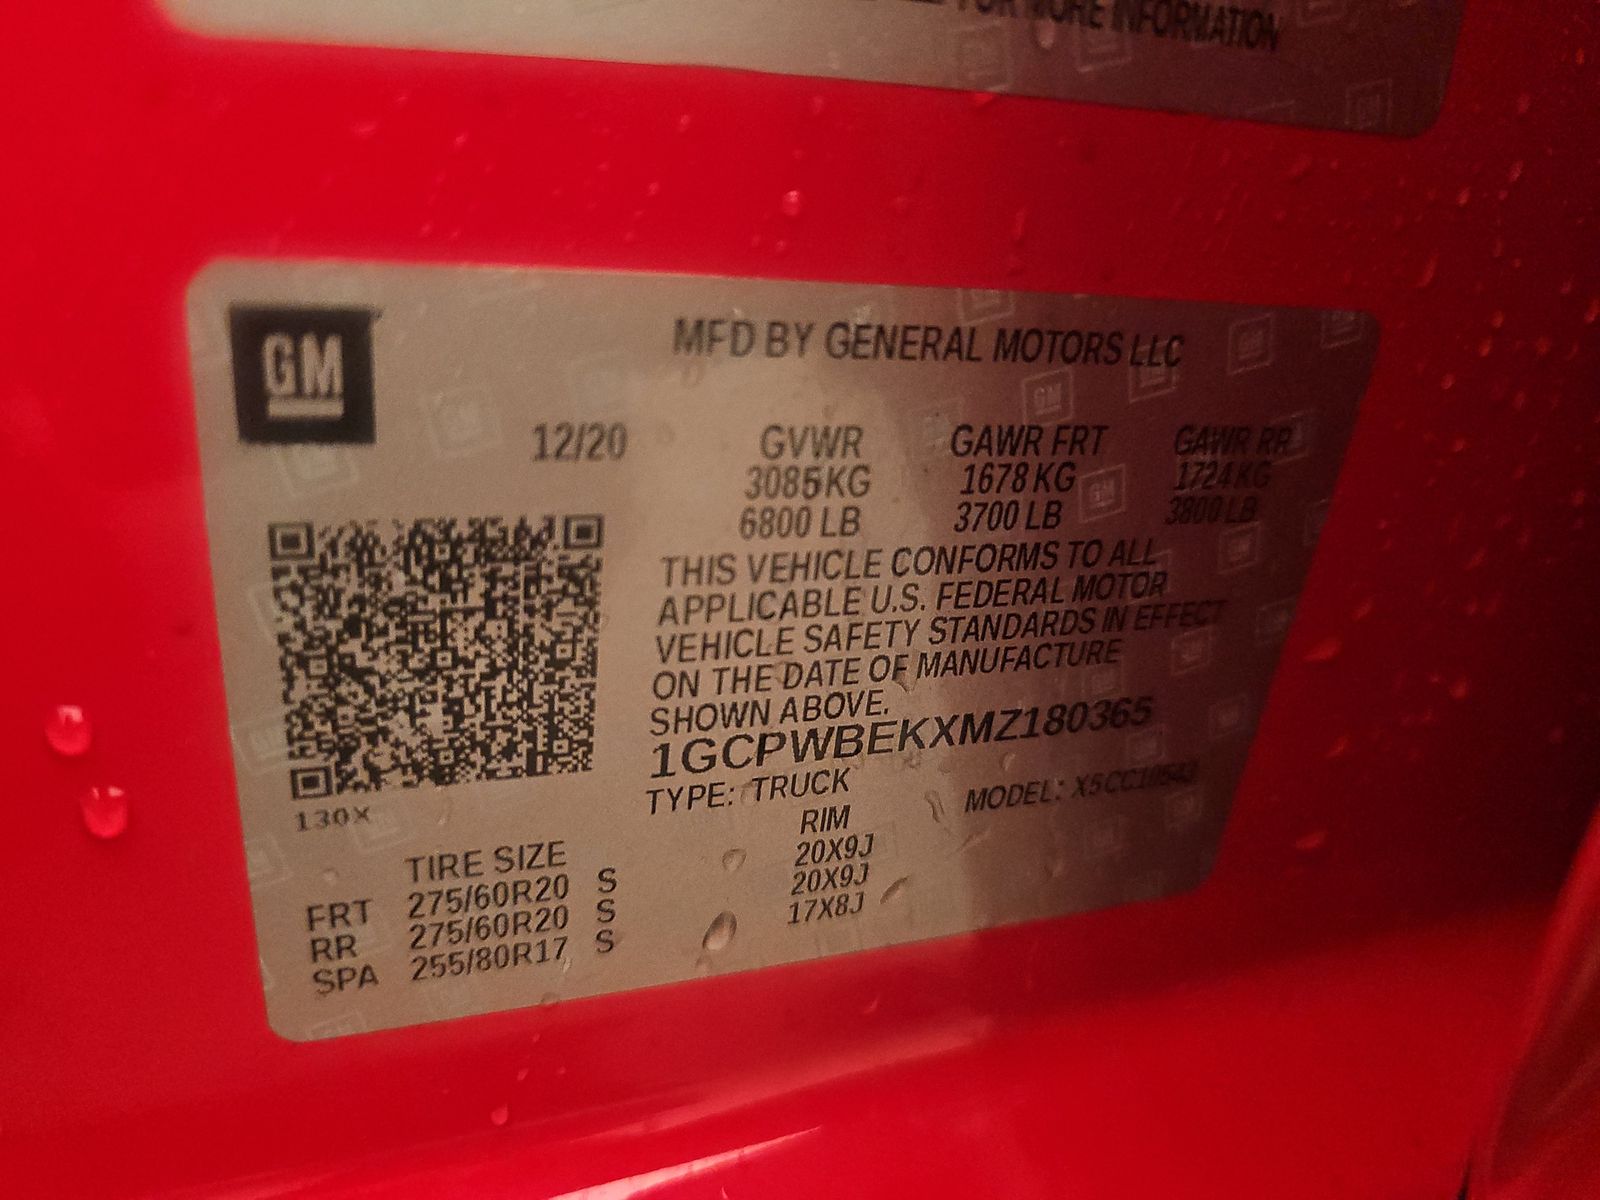 FOR MORE INFORMATION
GM
MFD BY GENERAL MOTORS LLC
12/20 GVWR GAWR FRT GAWR RR
3085KG 1678KG 1724KG
6800 LB 3700 LB 3800 LB
THIS VEHICLE CONFORMS TO ALL
APPLICABLE U.S. FEDERAL MOTOR
VEHICLE SAFETY STANDARDS IN EFFECT
ON THE DATE OF MANUFACTURE
SHOWN ABOVE.
1GCPWBEKXMZ180365
TYPE: TRUCK MODEL: X5CC10543
130X
TIRE SIZE RIM
FRT 275/60R20 S 20X9J
RR 275/60R20 S 20X9J
SPA 255/80R17 S 17X8J